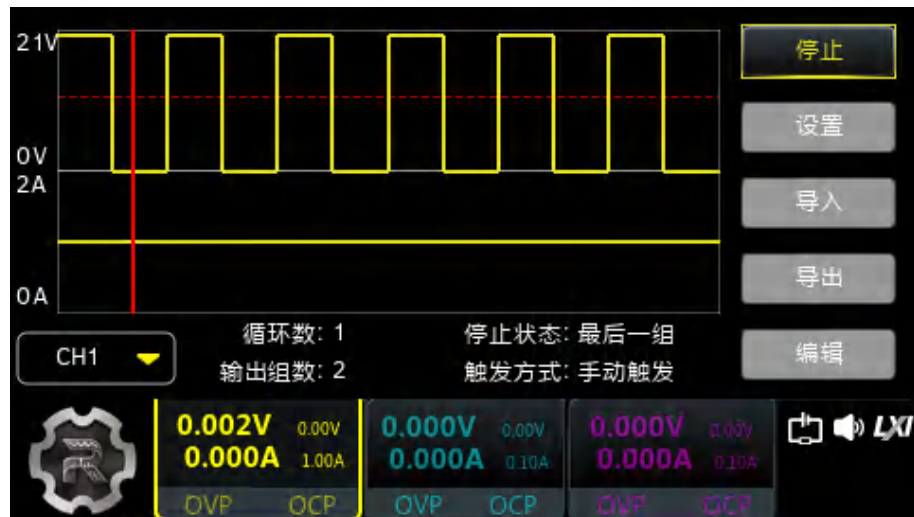 21V
停止
设置
0V
2A
导入
导出
0A
循环数: 1
停止状态: 最后一组
CH1
编辑
输出组数: 2
触发方式: 手动触发
0.002V 0.00V
0.000A 1.00A
OVP OCP
0.000V 0.00V
0.000A 0.10A
OVP OCP
0.000V 0.00V
0.000A 0.10A
OVP OCP
LXI